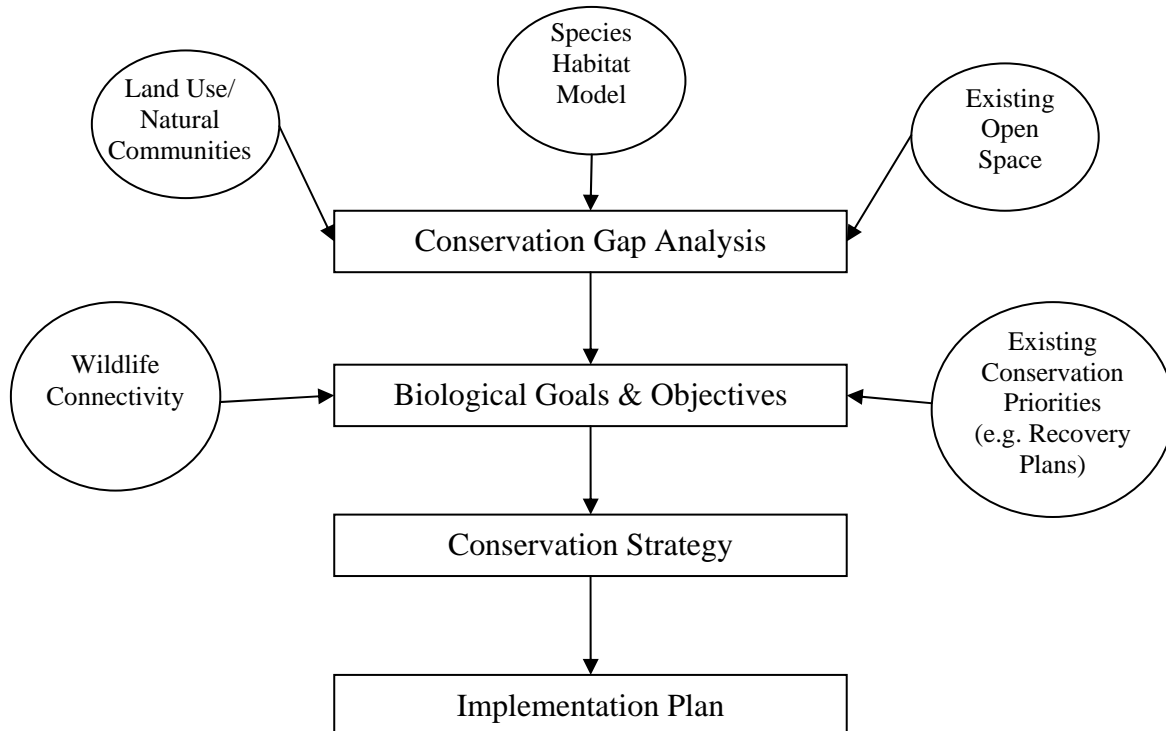 Species
Habitat
Model
Land Use/
Natural
Communities
Existing
Open
Space
Conservation Gap Analysis
Wildlife
Connectivity
Biological Goals & Objectives
Existing
Conservation
Priorities
(e.g. Recovery
Plans)
Conservation Strategy
Implementation Plan